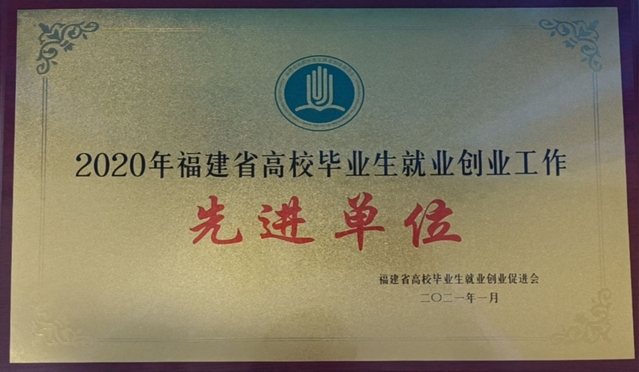 2020年福建省高校毕业生就业创业工作
先进单位
福建省高校毕业生就业创业促进会
二〇二一年一月